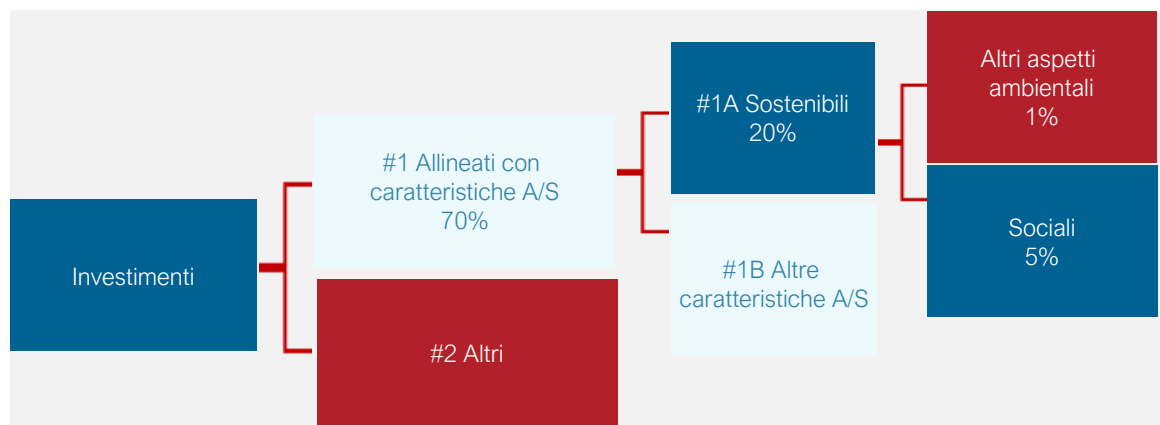 Investimenti
#1 Allineati con
caratteristiche A/S
70%
#2 Altri
#1A Sostenibili
20%
#1B Altre
caratteristiche A/S
Altri aspetti
ambientali
1%
Sociali
5%